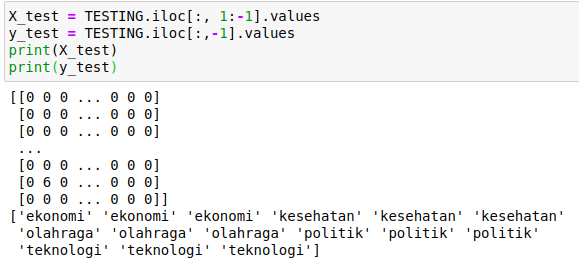 X_test = TESTING.iloc[:, 1:-1].values
y_test = TESTING.iloc[:,-1].values
print(X_test)
print(y_test)
[[0 0 0 ... 0 0 0]
 [0 0 0 ... 0 0 0]
 [0 0 0 ... 0 0 0]
 ...
 [0 0 0 ... 0 0 0]
 [0 6 0 ... 0 0 0]
 [0 0 0 ... 0 0 0]]
['ekonomi' 'ekonomi' 'ekonomi' 'kesehatan' 'kesehatan' 'kesehatan'
 'olahraga' 'olahraga' 'olahraga' 'politik' 'politik' 'politik'
 'teknologi' 'teknologi' 'teknologi']